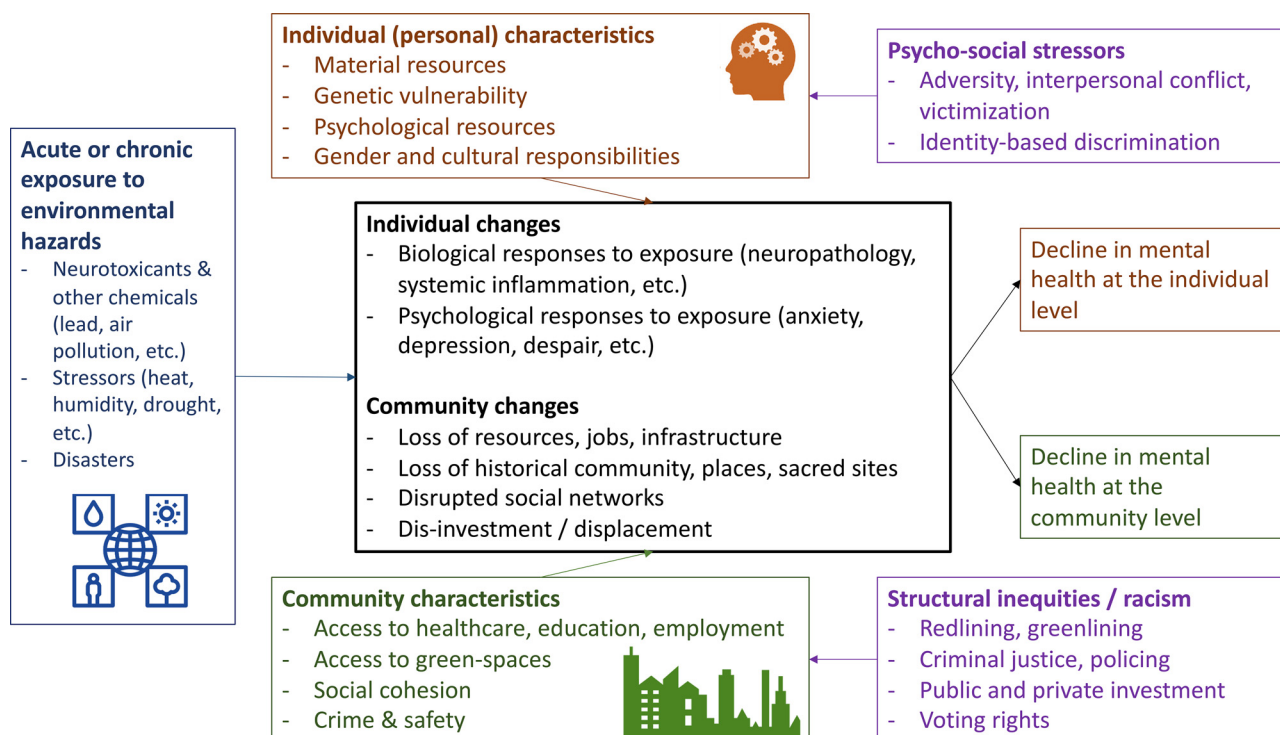 Individual (personal) characteristics
- Material resources
- Genetic vulnerability
- Psychological resources
- Gender and cultural responsibilities
Psycho-social stressors
- Adversity, interpersonal conflict,
victimization
- Identity-based discrimination
Acute or chronic
exposure to
environmental
hazards
- Neurotoxicants &
other chemicals
(lead, air
pollution, etc.)
- Stressors (heat,
humidity, drought,
etc.)
- Disasters
Individual changes
- Biological responses to exposure (neuropathology,
systemic inflammation, etc.)
- Psychological responses to exposure (anxiety,
depression, despair, etc.)
Community changes
- Loss of resources, jobs, infrastructure
- Loss of historical community, places, sacred sites
- Disrupted social networks
- Dis-investment / displacement
Decline in mental
health at the individual
level
Decline in mental
health at the
community level
Community characteristics
- Access to healthcare, education, employment
- Access to green-spaces
- Social cohesion
- Crime & safety
Structural inequities / racism
- Redlining, greenlining
- Criminal justice, policing
- Public and private investment
- Voting rights